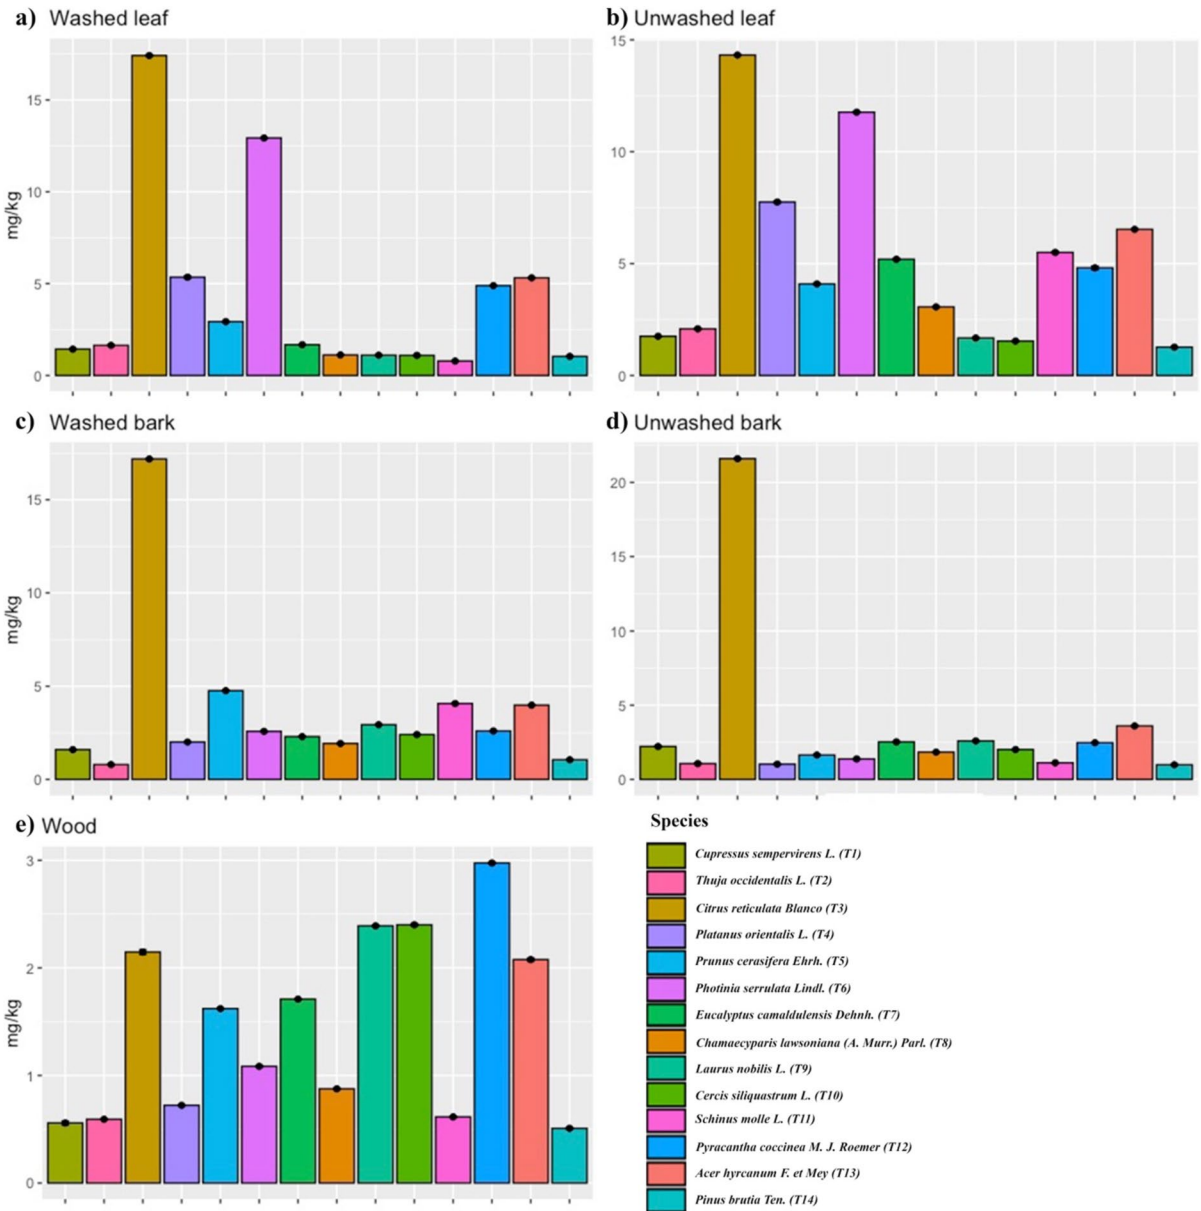 a) Washed leaf
b) Unwashed leaf
mg/kg
15
10
5
0
15
10
5
0
c) Washed bark
d) Unwashed bark
mg/kg
15
10
5
0
20
15
10
5
0
e) Wood
mg/kg
3
2
1
0
Species
Cupressus sempervirens L. (T1)
Thuja occidentalis L. (T2)
Citrus reticulata Blanco (T3)
Platanus orientalis L. (T4)
Prunus cerasifera Ehrh. (T5)
Photinia serrulata Lindl. (T6)
Eucalyptus camaldulensis Dehnh. (T7)
Chamaecyparis lawsoniana (A. Murr.) Parl. (T8)
Laurus nobilis L. (T9)
Cercis siliquastrum L. (T10)
Schinus molle L. (T11)
Pyracantha coccinea M. J. Roemer (T12)
Acer hyrcanum F. et Mey (T13)
Pinus brutia Ten. (T14)